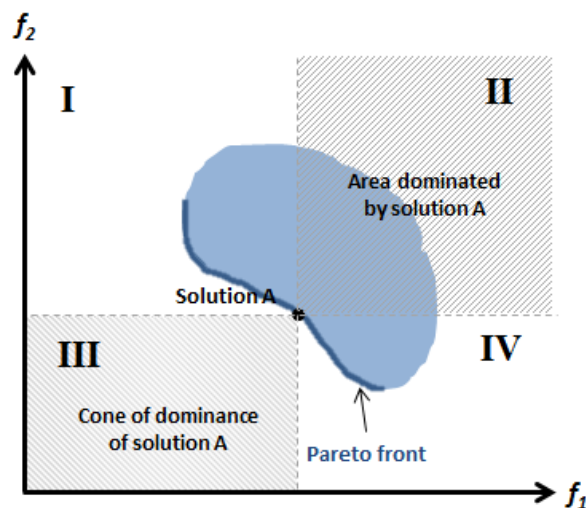 f₂
I
II
Area dominated
by solution A
Solution A
III
IV
Cone of dominance
of solution A
Pareto front
f₁